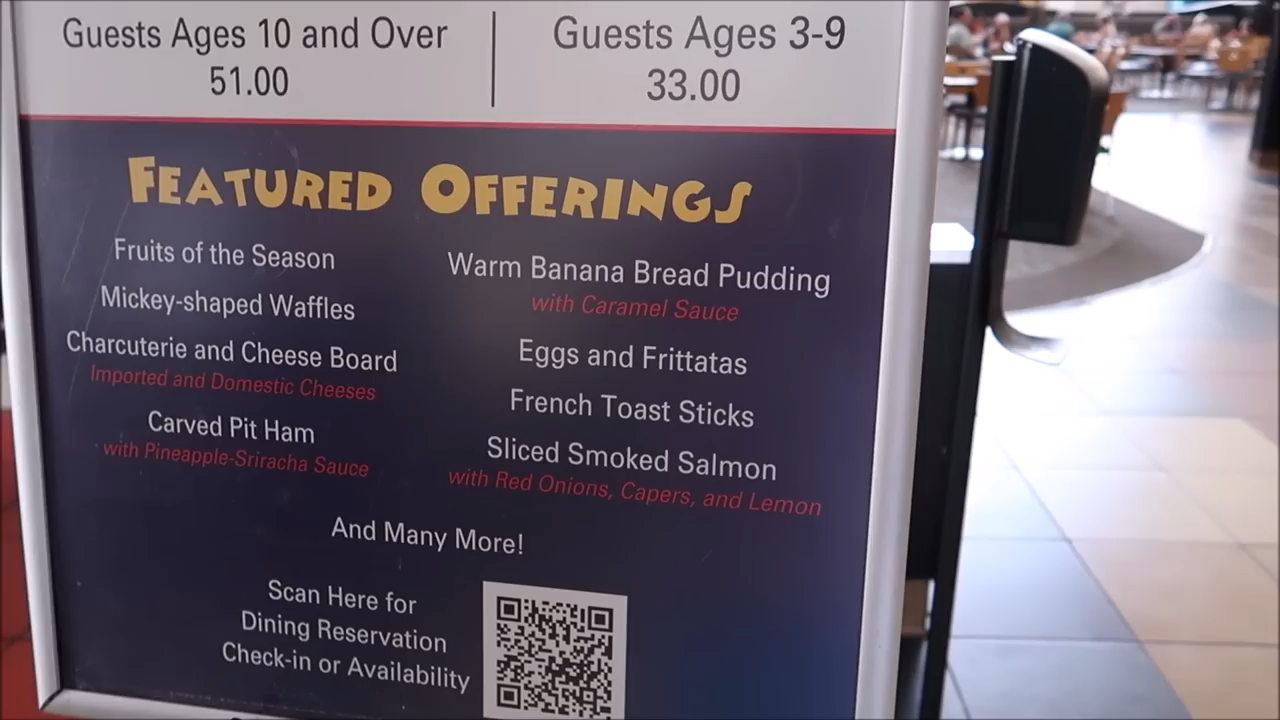 Guests Ages 10 and Over
51.00
Guests Ages 3-9
33.00
FEATURED OFFERINGS
Fruits of the Season
Mickey-shaped Waffles
Charcuterie and Cheese Board
Imported and Domestic Cheeses
Carved Pit Ham
with Pineapple-Sriracha Sauce
Warm Banana Bread Pudding
with Caramel Sauce
Eggs and Frittatas
French Toast Sticks
Sliced Smoked Salmon
with Red Onions, Capers, and Lemon
And Many More!
Scan Here for
Dining Reservation
Check-in or Availability